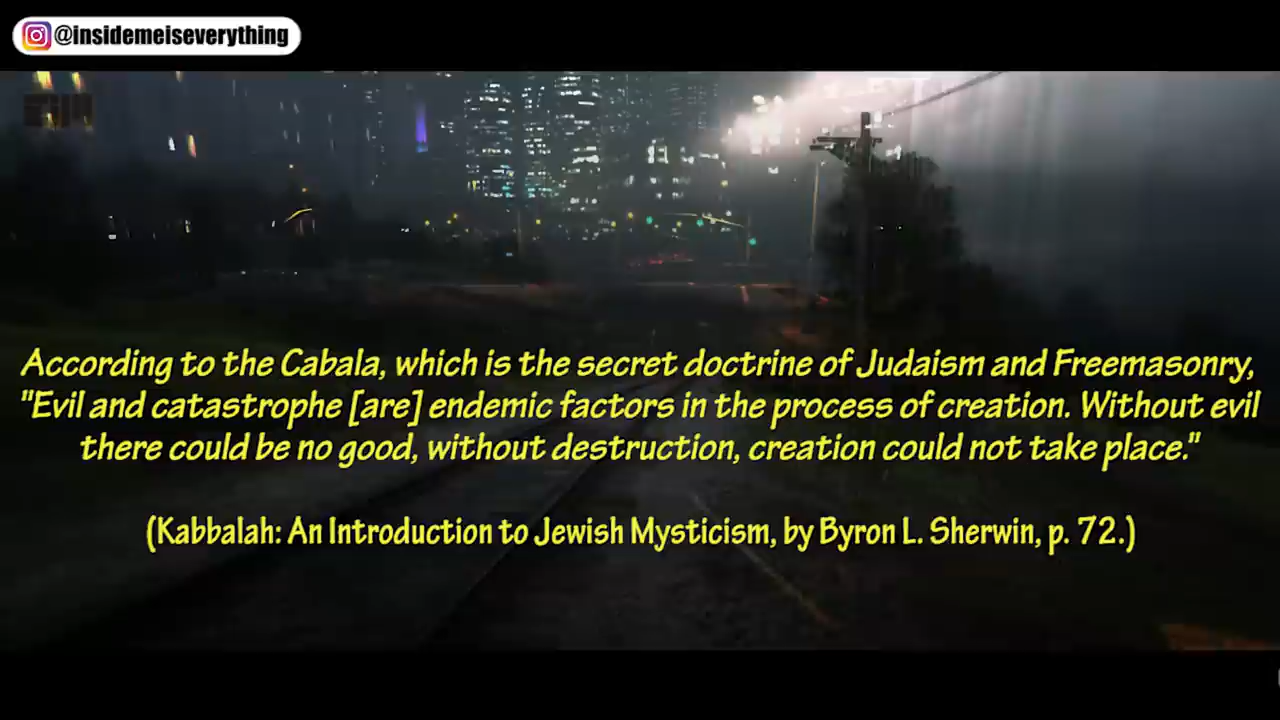 @insidemeiseverything
According to the Cabala, which is the secret doctrine of Judaism and Freemasonry,
"Evil and catastrophe [are] endemic factors in the process of creation. Without evil
there could be no good, without destruction, creation could not take place."
(Kabbalah: An Introduction to Jewish Mysticism, by Byron L. Sherwin, p. 72.)